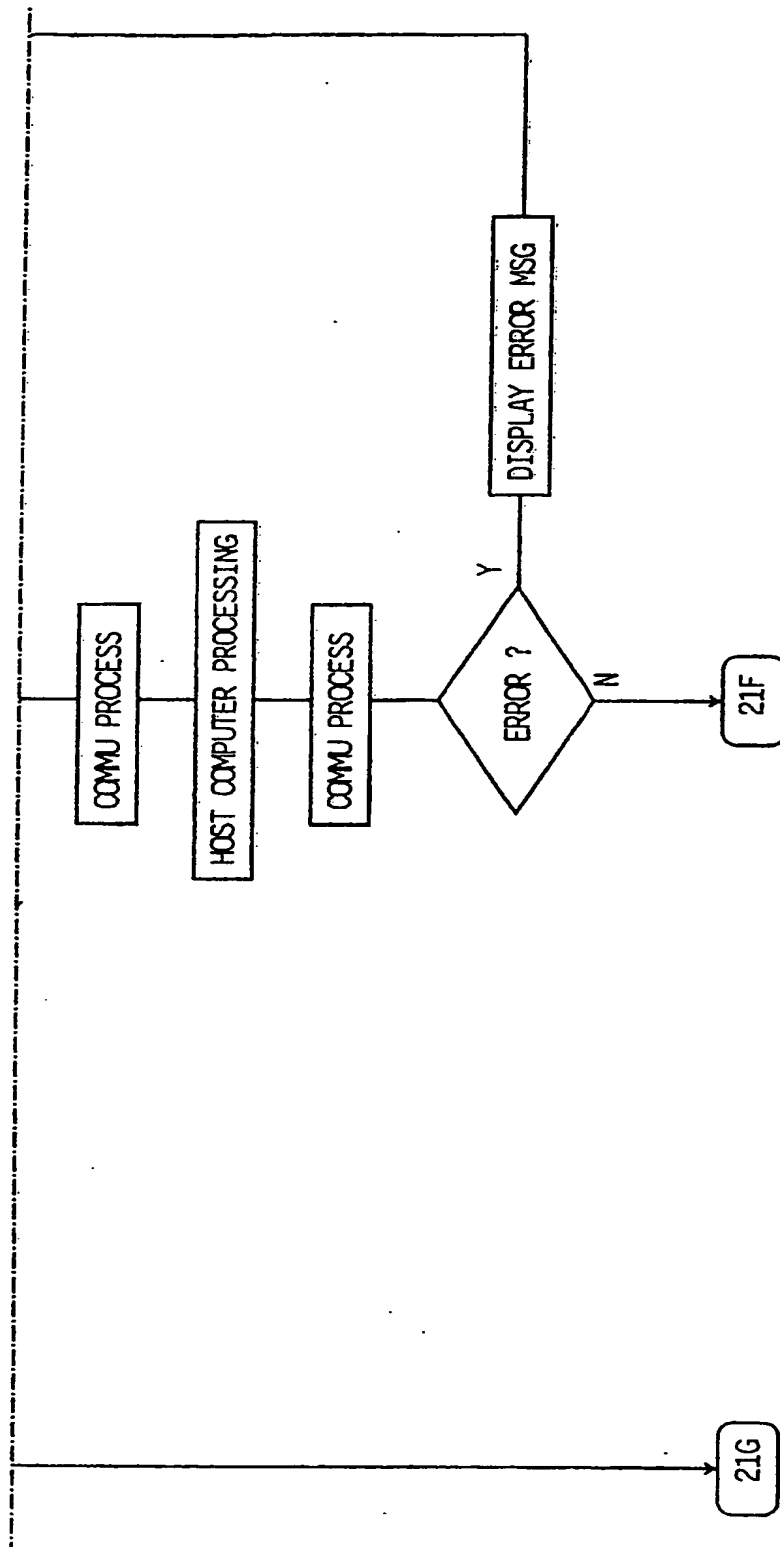 COMMU PROCESS
HOST COMPUTER PROCESSING
COMMU PROCESS
ERROR ?
Y
DISPLAY ERROR MSG
N
21F
21G